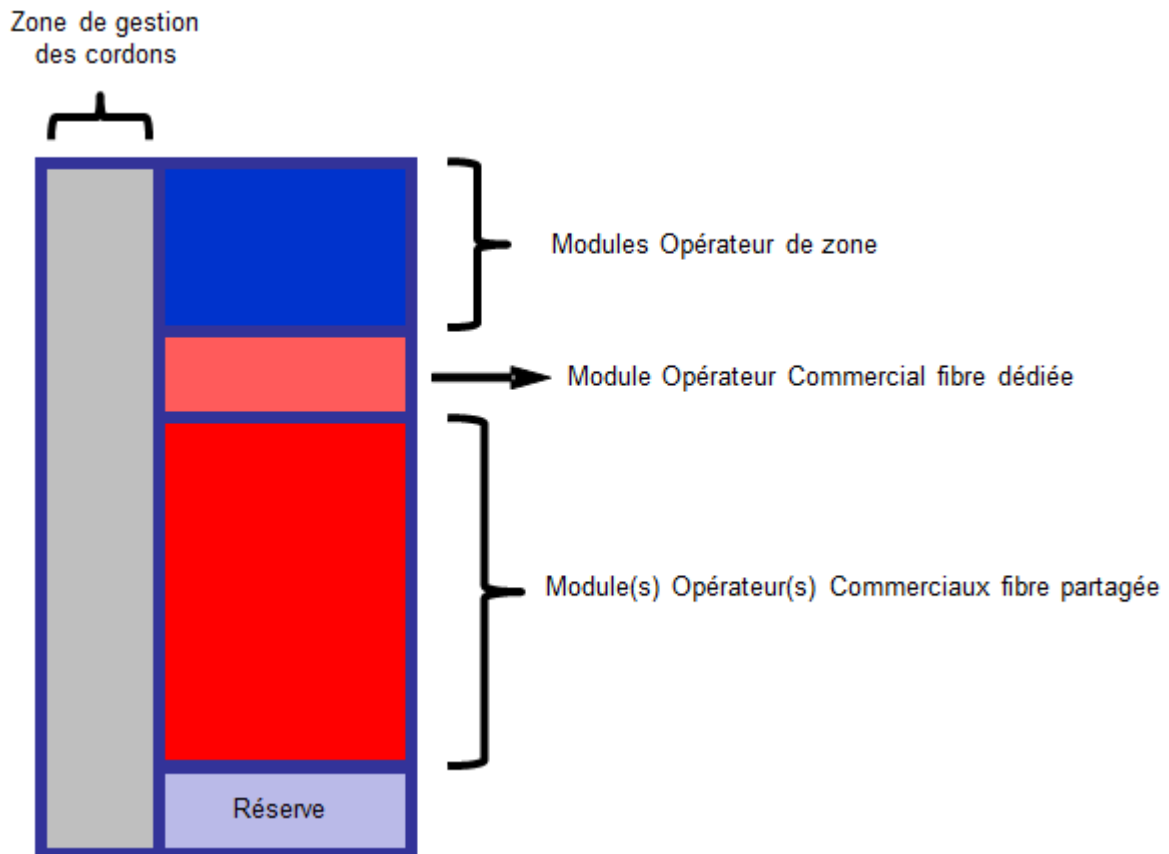 Zone de gestion
des cordons
Modules Opérateur de zone
Module Opérateur Commercial fibre dédiée
Module(s) Opérateur(s) Commerciaux fibre partagée
Réserve